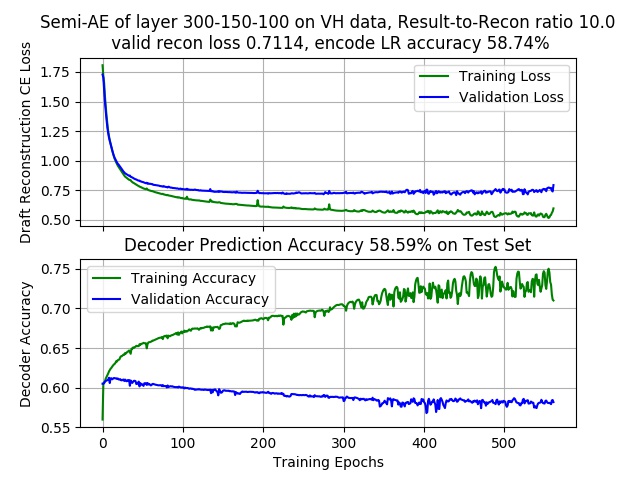 Semi-AE of layer 300-150-100 on VH data, Result-to-Recon ratio 10.0
valid recon loss 0.7114, encode LR accuracy 58.74%
Draft Reconstruction CE Loss
1.75
1.50
1.25
1.00
0.75
0.50
Training Loss
Validation Loss
Decoder Prediction Accuracy 58.59% on Test Set
Decoder Accuracy
0.75
0.70
0.65
0.60
0.55
Training Accuracy
Validation Accuracy
0 100 200 300 400 500
Training Epochs